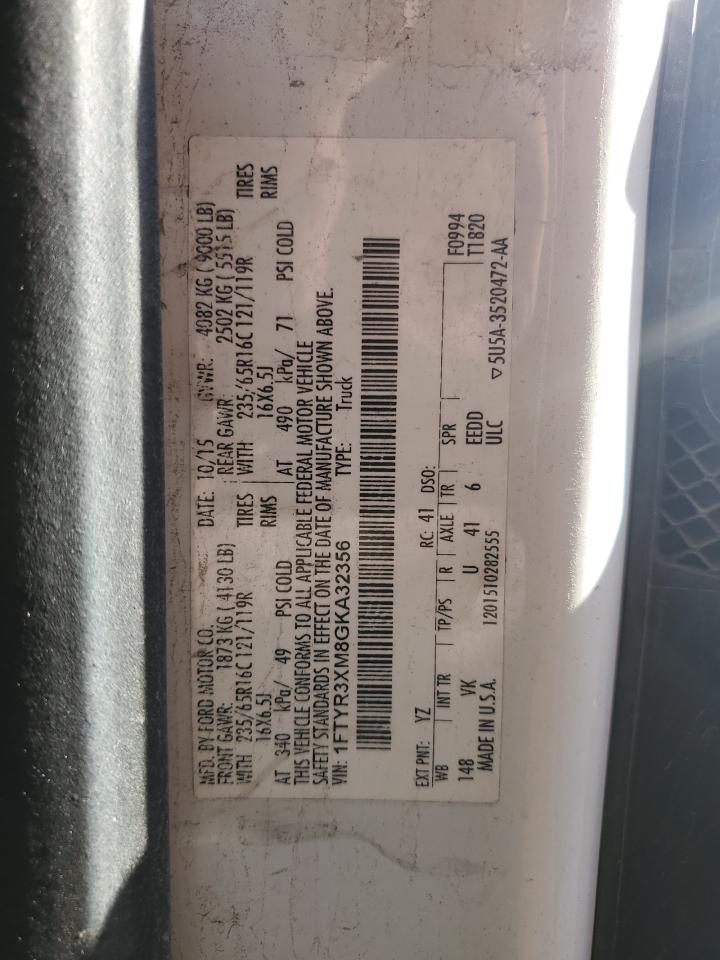 MFD. BY FORD MOTOR CO. DATE: 10/15 GVWR: 4082 KG ( 9000 LB)
FRONT GAWR: 1873 KG ( 4130 LB) REAR GAWR: 2502 KG ( 5515 LB)
WITH 235/65R16C 121/119R TIRES WITH 235/65R16C 121/119R TIRES
16X6.5J RIMS 16X6.5J RIMS
AT 340 kPa/ 49 PSI COLD AT 490 kPa/ 71 PSI COLD
THIS VEHICLE CONFORMS TO ALL APPLICABLE FEDERAL MOTOR VEHICLE
SAFETY STANDARDS IN EFFECT ON THE DATE OF MANUFACTURE SHOWN ABOVE.
VIN: 1FTYR3XM8GKA32356 TYPE: Truck
EXT PNT: YZ RC: 41 DSO:
WB INT TR TP/PS R AXLE TR SPR F0994
148 VK U 41 6 EEDD T1820
MADE IN U.S.A. 1201510282555 ULC
▽ 5U5A-3520472-AA